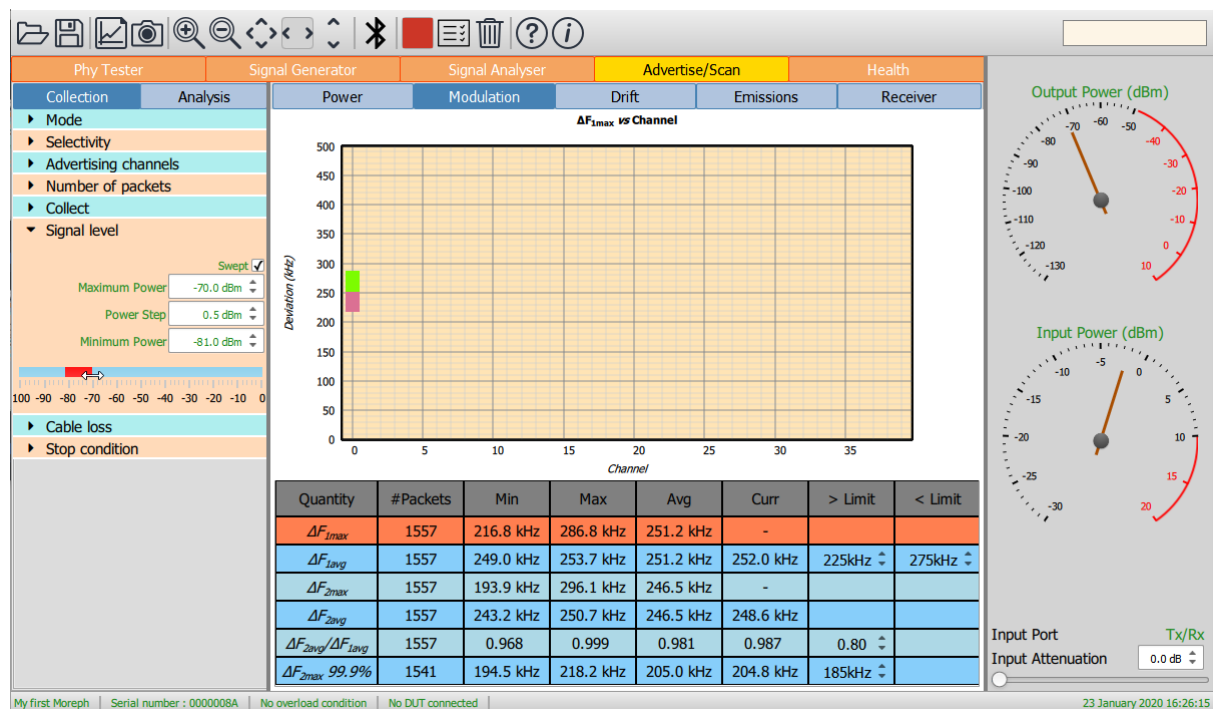 Phy Tester Signal Generator Signal Analyser Advertise/Scan Health
Collection Analysis
Mode
Selectivity
Advertising channels
Number of packets
Collect
Signal level
Swept
Maximum Power -70.0 dBm
Power Step 0.5 dBm
Minimum Power -81.0 dBm
100 -90 -80 -70 -60 -50 -40 -30 -20 -10 0
Cable loss
Stop condition
Power Modulation Drift Emissions Receiver
ΔF1max vs Channel
Deviation (kHz)
500
450
400
350
300
250
200
150
100
50
0
0 5 10 15 20 25 30 35
Channel
Quantity #Packets Min Max Avg Curr > Limit < Limit
ΔF1max 1557 216.8 kHz 286.8 kHz 251.2 kHz -
ΔF1avg 1557 249.0 kHz 253.7 kHz 251.2 kHz 252.0 kHz 225kHz 275kHz
ΔF2max 1557 193.9 kHz 296.1 kHz 246.5 kHz -
ΔF2avg 1557 243.2 kHz 250.7 kHz 246.5 kHz 248.6 kHz
ΔF2avg/ΔF1avg 1557 0.968 0.999 0.981 0.987 0.80
ΔF2max 99.9% 1541 194.5 kHz 218.2 kHz 205.0 kHz 204.8 kHz 185kHz
Output Power (dBm)
-130 -120 -110 -100 -90 -80 -70 -60 -50 -40 -30 -20 -10 0 10
Input Power (dBm)
-30 -25 -20 -15 -10 -5 0 5 10 15 20
Input Port Tx/Rx
Input Attenuation 0.0 dB
My first Moreph Serial number : 0000008A No overload condition No DUT connected 23 January 2020 16:26:15